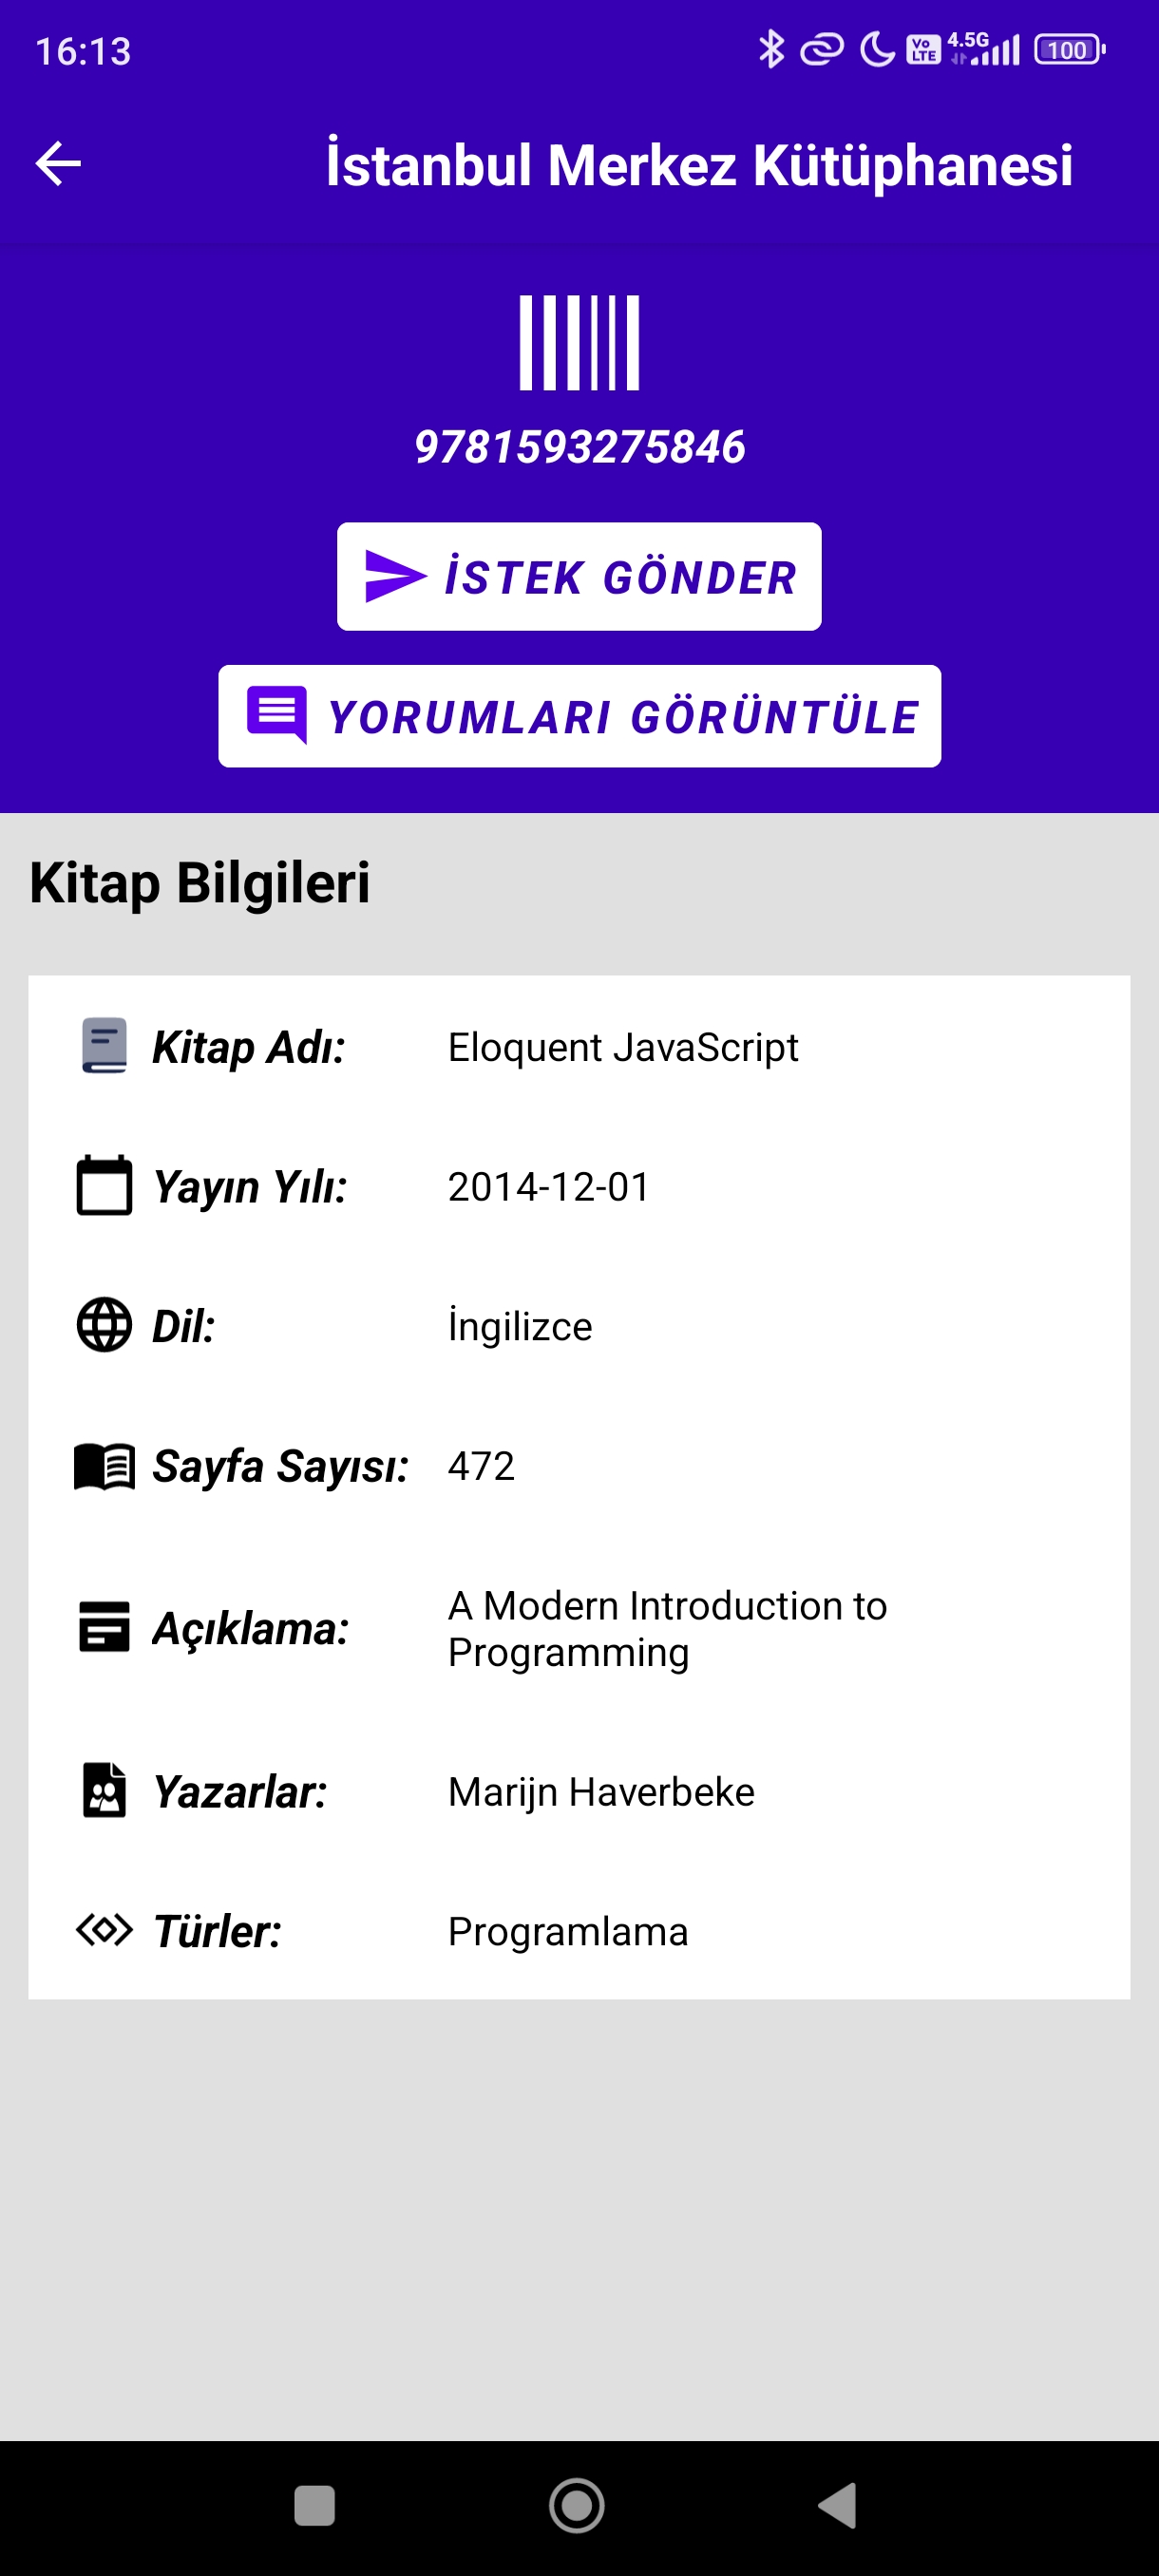 16:13
Vo LTE 4.5G 100
İstanbul Merkez Kütüphanesi
9781593275846
İSTEK GÖNDER
YORUMLARI GÖRÜNTÜLE
Kitap Bilgileri
Kitap Adı: Eloquent JavaScript
Yayın Yılı: 2014-12-01
Dil: İngilizce
Sayfa Sayısı: 472
Açıklama: A Modern Introduction to
Programming
Yazarlar: Marijn Haverbeke
Türler: Programlama